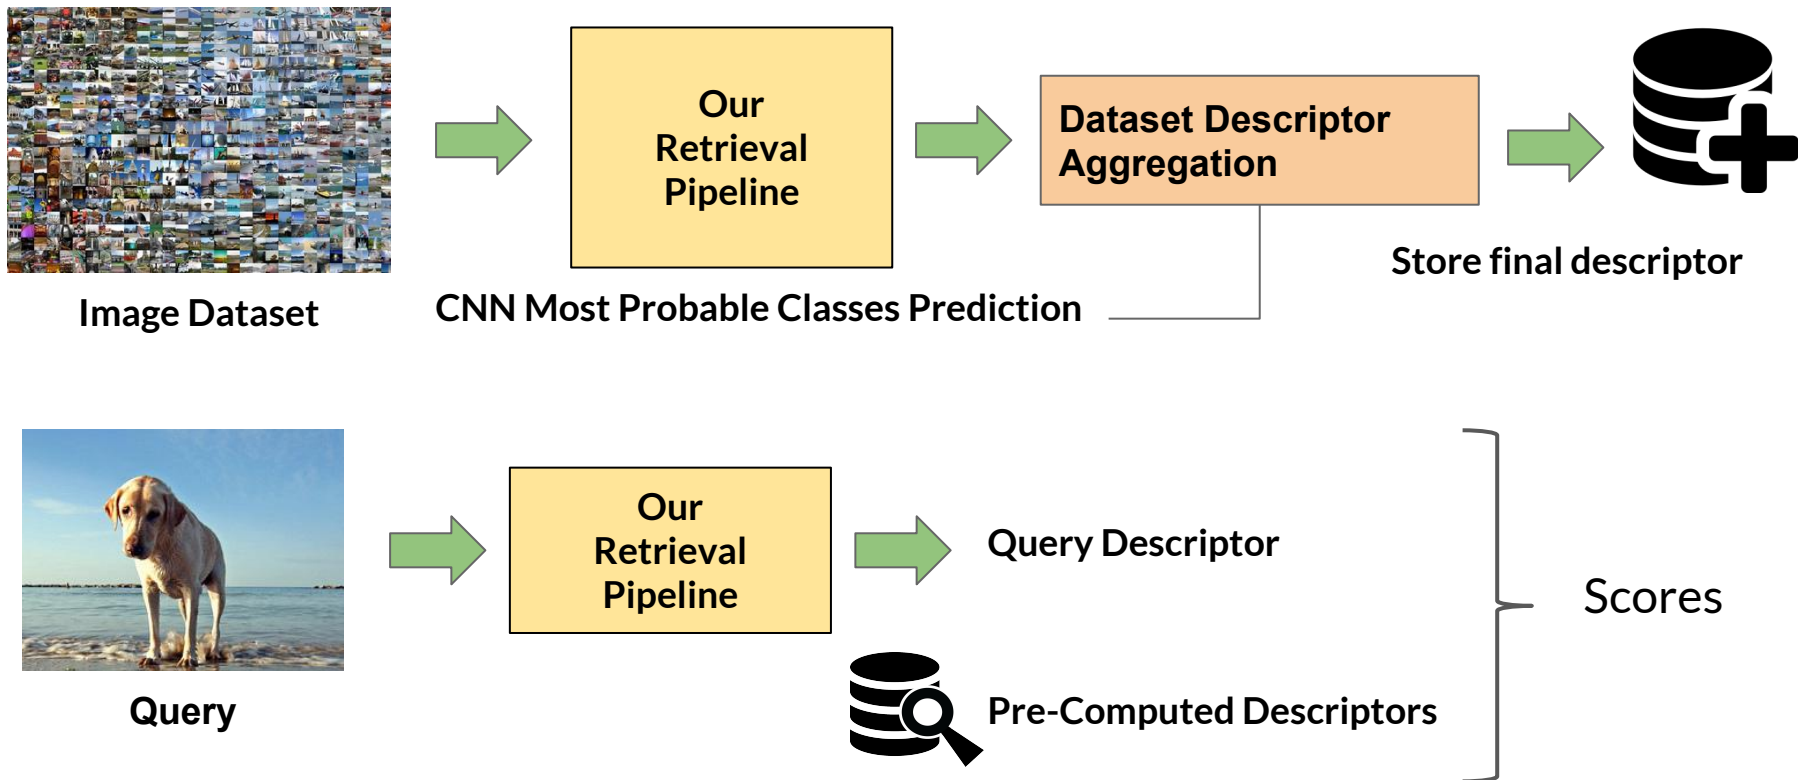 Our
Retrieval
Pipeline
Dataset Descriptor
Aggregation
Store final descriptor
Image Dataset
CNN Most Probable Classes Prediction
Our
Retrieval
Pipeline
Query Descriptor
Scores
Query
Pre-Computed Descriptors